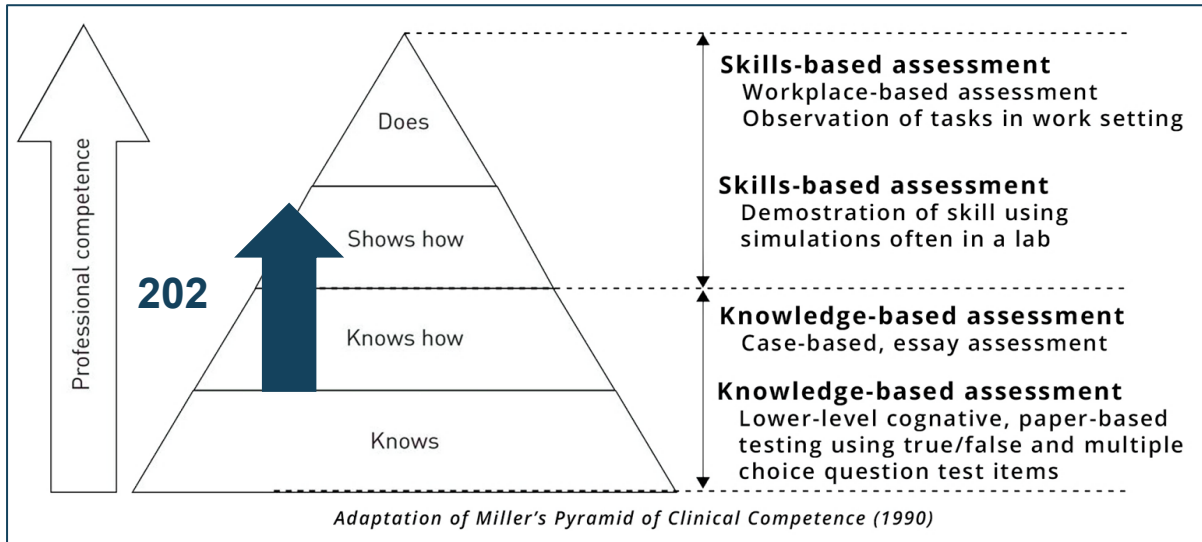 Professional competence
202
Does
Shows how
Knows how
Knows
Skills-based assessment
Workplace-based assessment
Observation of tasks in work setting
Skills-based assessment
Demostration of skill using
simulations often in a lab
Knowledge-based assessment
Case-based, essay assessment
Knowledge-based assessment
Lower-level cognative, paper-based
testing using true/false and multiple
choice question test items
Adaptation of Miller's Pyramid of Clinical Competence (1990)